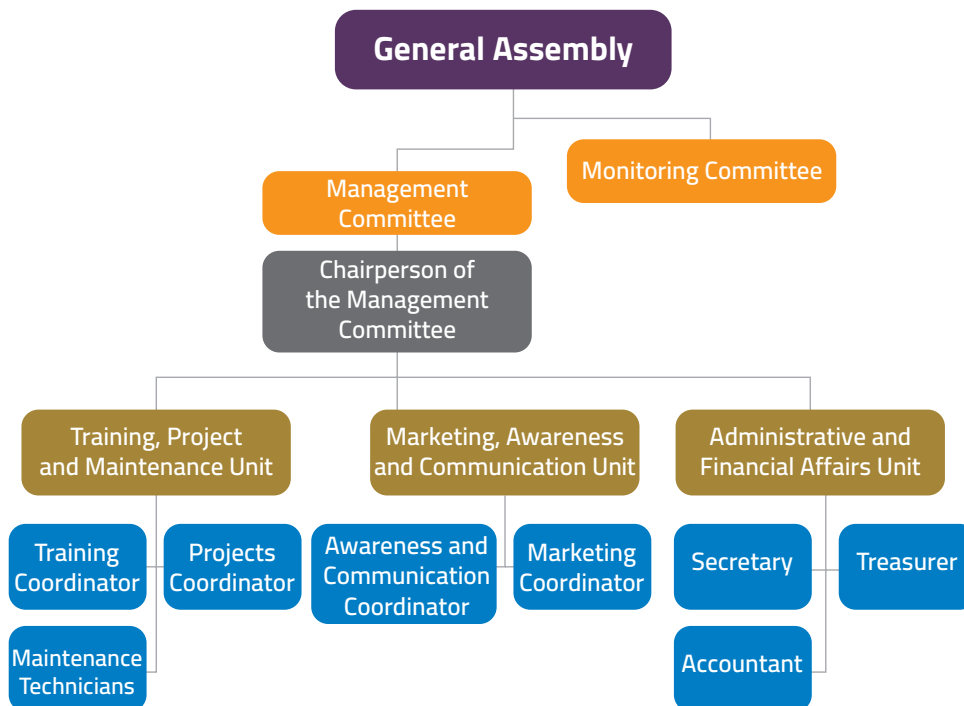 General Assembly
Monitoring Committee
Management
Committee
Chairperson of
the Management
Committee
Training, Project
and Maintenance Unit
Marketing, Awareness
and Communication Unit
Administrative and
Financial Affairs Unit
Training
Coordinator
Projects
Coordinator
Awareness and
Communication
Coordinator
Marketing
Coordinator
Secretary
Treasurer
Maintenance
Technicians
Accountant